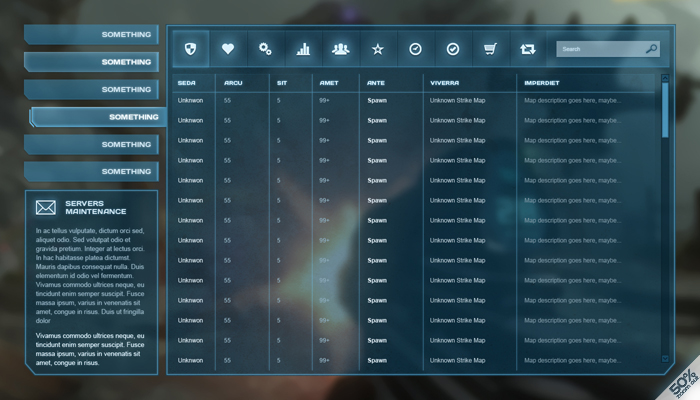 SOMETHING
SOMETHING
SOMETHING
SOMETHING
SOMETHING
SOMETHING
SERVERS
MAINTENANCE
In ac tellus vulputate, dictum orci sed,
aliquet odio. Sed volutpat odio et
gravida pretium. Integer at lectus orci.
In hac habitasse platea dictumst.
Mauris dapibus consequat nulla. Duis
elementum id odio vel fermentum.
Vivamus commodo ultrices neque, eu
tincidunt enim semper suscipit. Fusce
massa ipsum, varius in venenatis sit
amet, congue in risus. Duis ut fringilla
dolor
Vivamus commodo ultrices neque, eu
tincidunt enim semper suscipit. Fusce
massa ipsum, varius in venenatis sit
amet, congue in risus.
Search
SEDA ARCU SIT AMET ANTE VIVERRA IMPERDIET
Unknwon 55 5 99+ Spawn Unknown Strike Map Map description goes here, maybe...
Unknwon 55 5 99+ Spawn Unknown Strike Map Map description goes here, maybe...
Unknwon 55 5 99+ Spawn Unknown Strike Map Map description goes here, maybe...
Unknwon 55 5 99+ Spawn Unknown Strike Map Map description goes here, maybe...
Unknwon 55 5 99+ Spawn Unknown Strike Map Map description goes here, maybe...
Unknwon 55 5 99+ Spawn Unknown Strike Map Map description goes here, maybe...
Unknwon 55 5 99+ Spawn Unknown Strike Map Map description goes here, maybe...
Unknwon 55 5 99+ Spawn Unknown Strike Map Map description goes here, maybe...
Unknwon 55 5 99+ Spawn Unknown Strike Map Map description goes here, maybe...
Unknwon 55 5 99+ Spawn Unknown Strike Map Map description goes here, maybe...
Unknwon 55 5 99+ Spawn Unknown Strike Map Map description goes here, maybe...
Unknwon 55 5 99+ Spawn Unknown Strike Map Map description goes here, maybe...
Unknwon 55 5 99+ Spawn Unknown Strike Map Map description goes here, maybe...
Unknwon 55 5 99+ Spawn Unknown Strike Map Map description goes here, maybe...
50%
zoom out